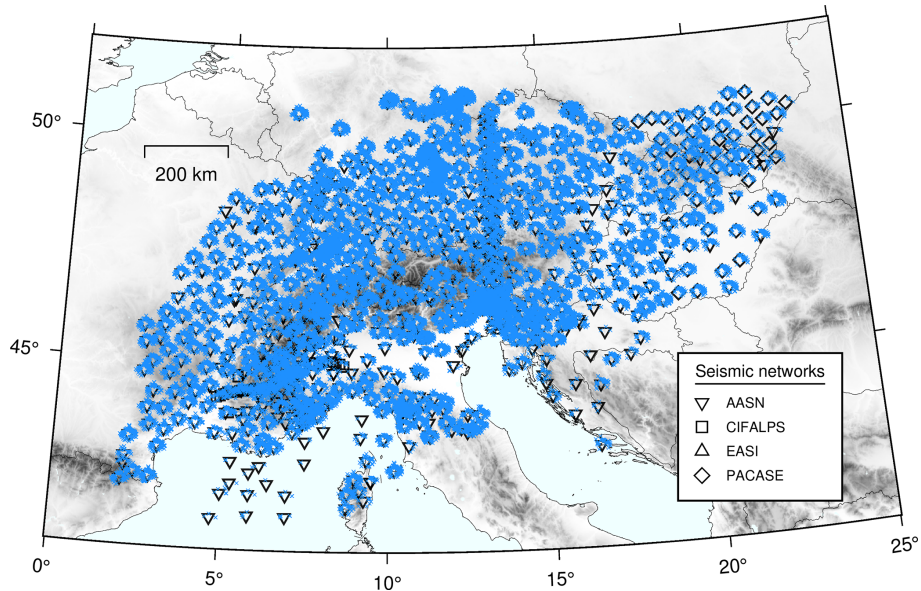 50°
200 km
45°
Seismic networks
AASN
CIFALPS
EASI
PACASE
0°
5°
10°
15°
20°
25°